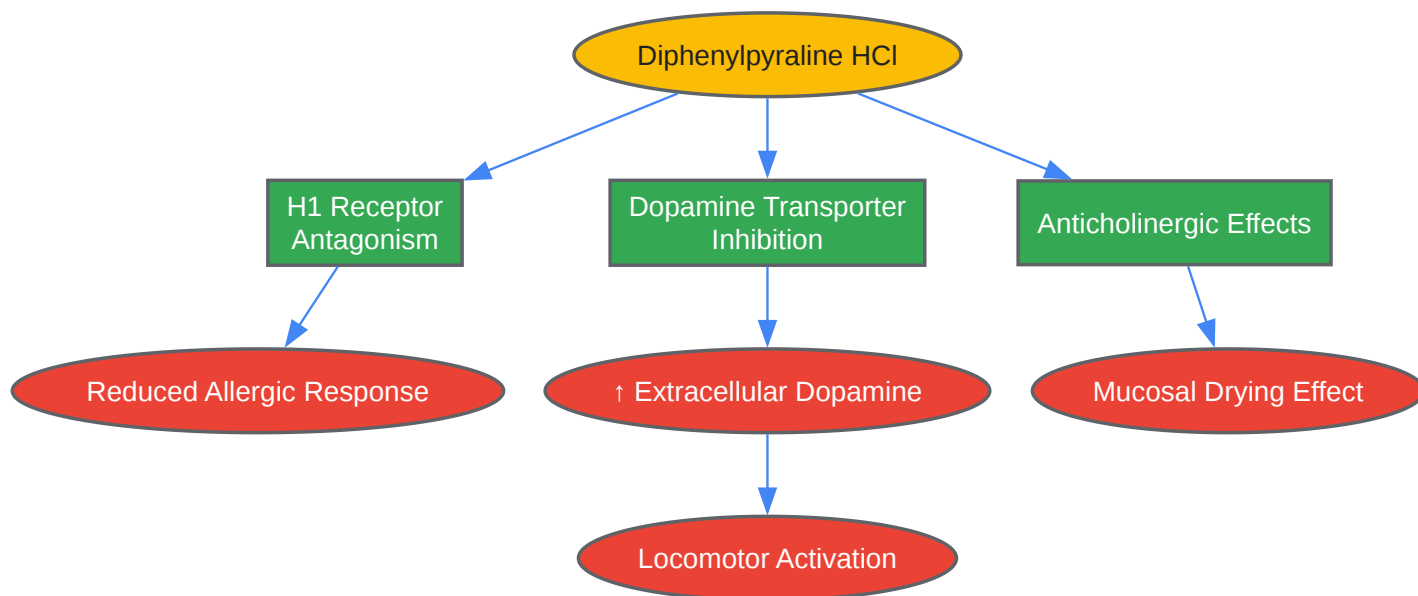 Diphenylpyraline HCl
H1 Receptor
Antagonism
Dopamine Transporter
Inhibition
Anticholinergic Effects
Reduced Allergic Response
↑ Extracellular Dopamine
Mucosal Drying Effect
Locomotor Activation